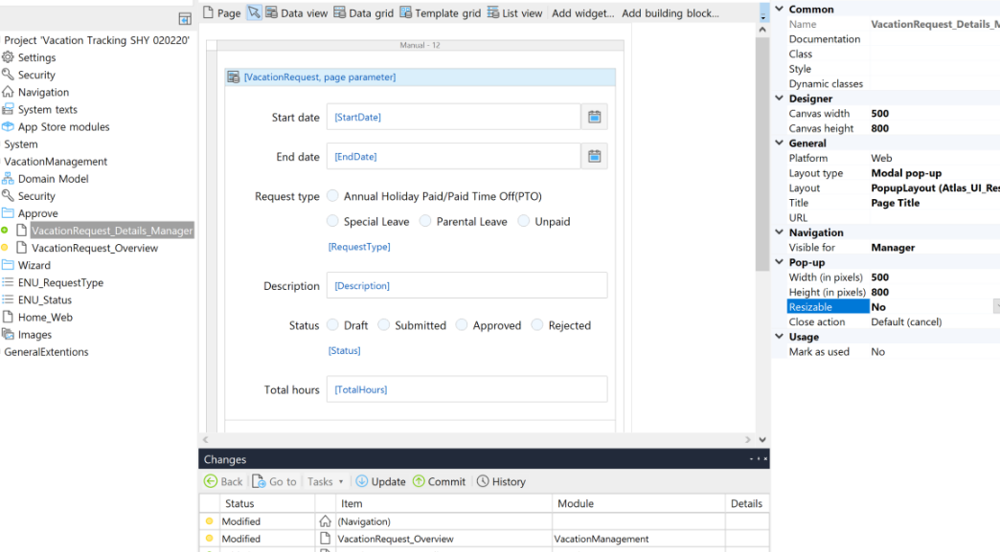 Project 'Vacation Tracking SHY 020220'
Settings
Security
Navigation
System texts
App Store modules
System
VacationManagement
Domain Model
Security
Approve
VacationRequest_Details_Manager
VacationRequest_Overview
Wizard
ENU_RequestType
ENU_Status
Home_Web
Images
GeneralExtentions
Page Data view Data grid Template grid List view Add widget... Add building block...
Manual - 12
[VacationRequest, page parameter]
Start date [StartDate]
End date [EndDate]
Request type Annual Holiday Paid/Paid Time Off(PTO)
Special Leave Parental Leave Unpaid
[RequestType]
Description [Description]
Status Draft Submitted Approved Rejected
[Status]
Total hours [TotalHours]
Changes
Back Go to Tasks Update Commit History
Status Item Module Details
Modified (Navigation)
Modified VacationRequest_Overview VacationManagement
Common
Name VacationRequest_Details_M
Documentation
Class
Style
Dynamic classes
Designer
Canvas width 500
Canvas height 800
General
Platform Web
Layout type Modal pop-up
Layout PopupLayout (Atlas_UI_Res
Title Page Title
URL
Navigation
Visible for Manager
Pop-up
Width (in pixels) 500
Height (in pixels) 800
Resizable No
Close action Default (cancel)
Usage
Mark as used No